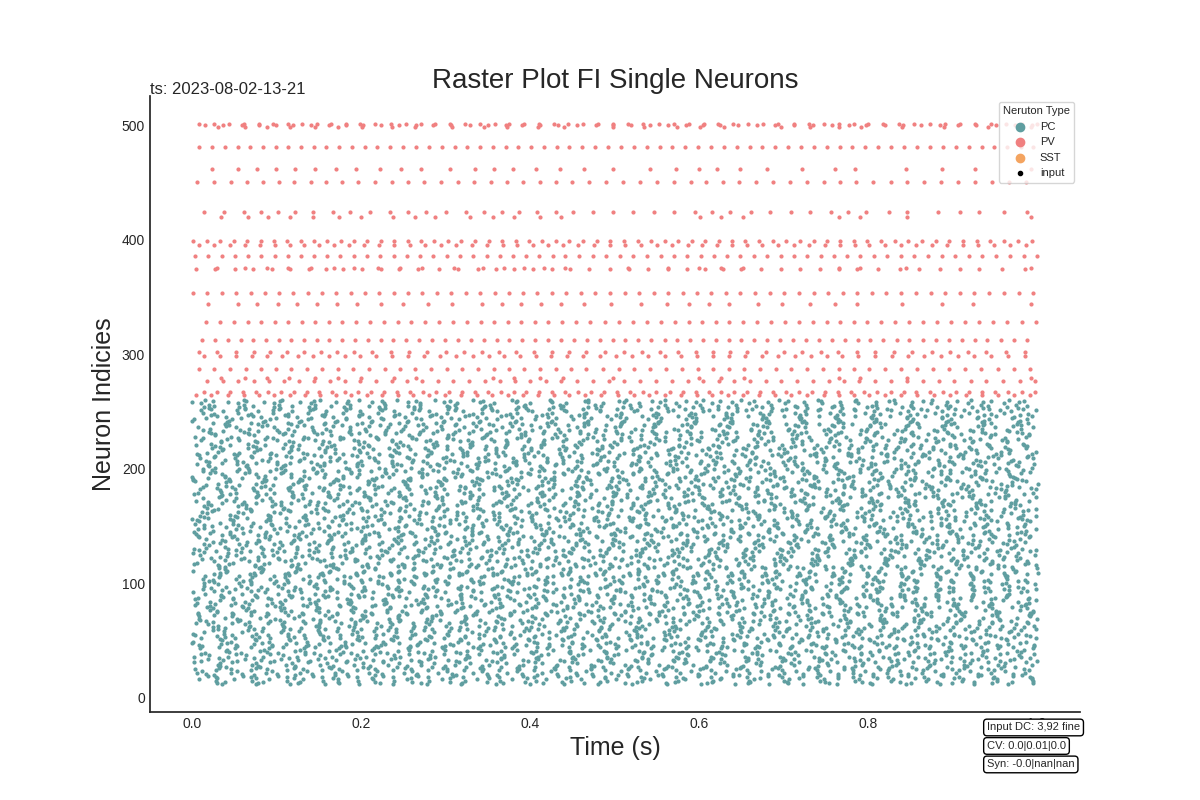 Raster Plot FI Single Neurons
ts: 2023-08-02-13-21
Neruton Type
PC
PV
SST
input
Neuron Indicies
500
400
300
200
100
0
0.0 0.2 0.4 0.6 0.8
Time (s)
Input DC: 3,92 fine
CV: 0.0|0.01|0.0
Syn: -0.0|nan|nan